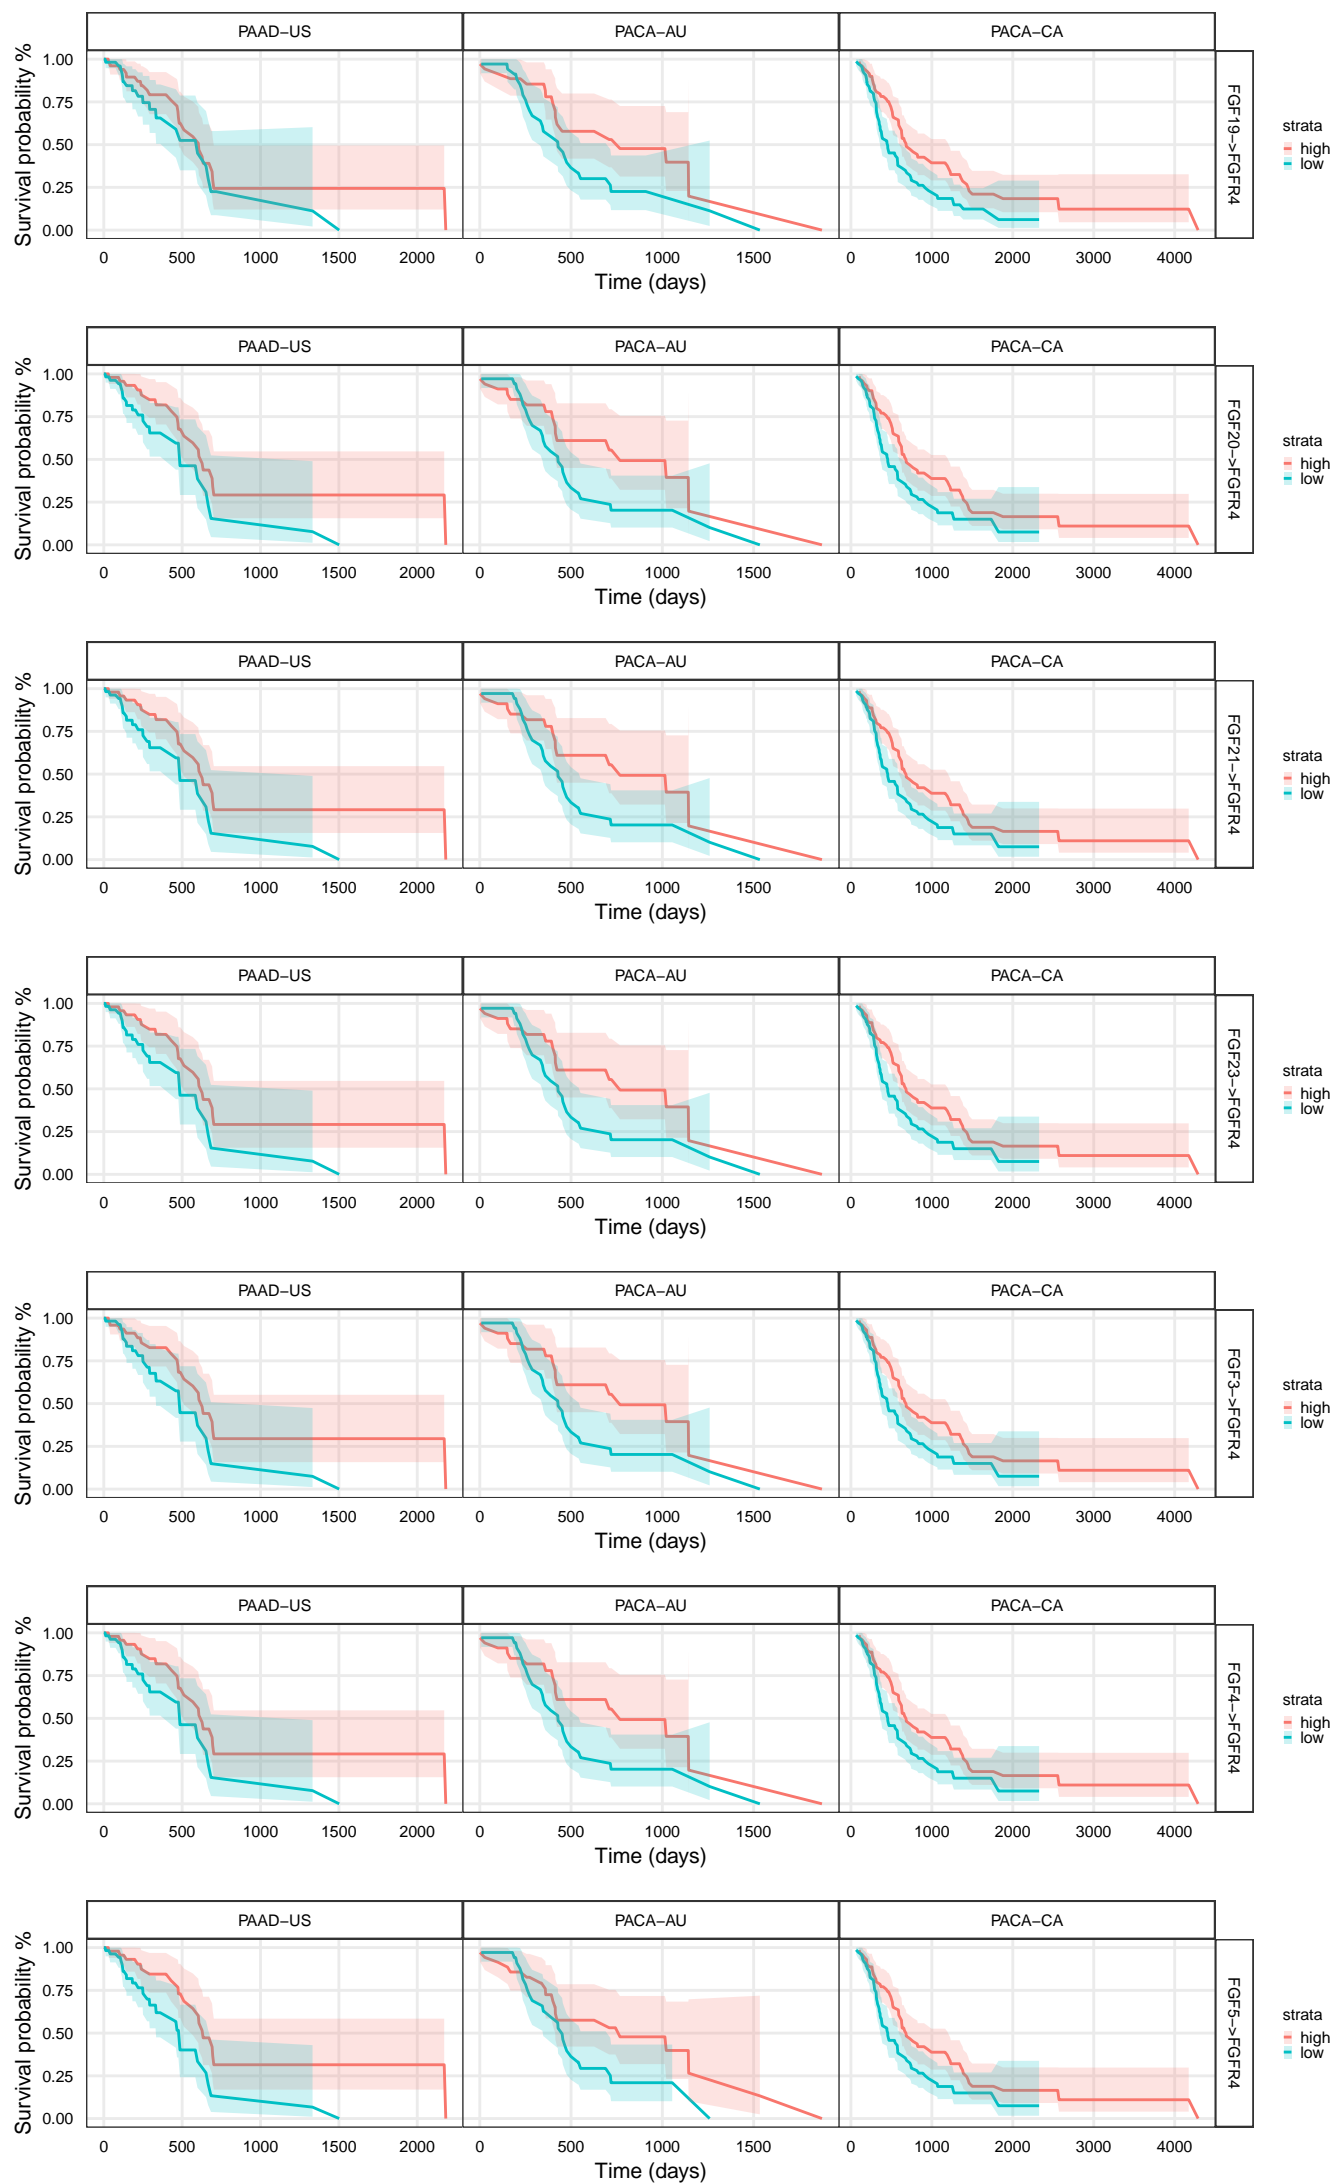 PAAD−US PACA−AU PACA−CA
Survival probability %
1.00
0.75
0.50
0.25
0.00
FGF19−>FGFR4
strata
high
low
0 500 1000 1500 2000 0 500 1000 1500 0 1000 2000 3000 4000
Time (days)
PAAD−US PACA−AU PACA−CA
Survival probability %
1.00
0.75
0.50
0.25
0.00
FGF20−>FGFR4
strata
high
low
0 500 1000 1500 2000 0 500 1000 1500 0 1000 2000 3000 4000
Time (days)
PAAD−US PACA−AU PACA−CA
Survival probability %
1.00
0.75
0.50
0.25
0.00
FGF21−>FGFR4
strata
high
low
0 500 1000 1500 2000 0 500 1000 1500 0 1000 2000 3000 4000
Time (days)
PAAD−US PACA−AU PACA−CA
Survival probability %
1.00
0.75
0.50
0.25
0.00
FGF23−>FGFR4
strata
high
low
0 500 1000 1500 2000 0 500 1000 1500 0 1000 2000 3000 4000
Time (days)
PAAD−US PACA−AU PACA−CA
Survival probability %
1.00
0.75
0.50
0.25
0.00
FGF3−>FGFR4
strata
high
low
0 500 1000 1500 2000 0 500 1000 1500 0 1000 2000 3000 4000
Time (days)
PAAD−US PACA−AU PACA−CA
Survival probability %
1.00
0.75
0.50
0.25
0.00
FGF4−>FGFR4
strata
high
low
0 500 1000 1500 2000 0 500 1000 1500 0 1000 2000 3000 4000
Time (days)
PAAD−US PACA−AU PACA−CA
Survival probability %
1.00
0.75
0.50
0.25
0.00
FGF5−>FGFR4
strata
high
low
0 500 1000 1500 2000 0 500 1000 1500 0 1000 2000 3000 4000
Time (days)